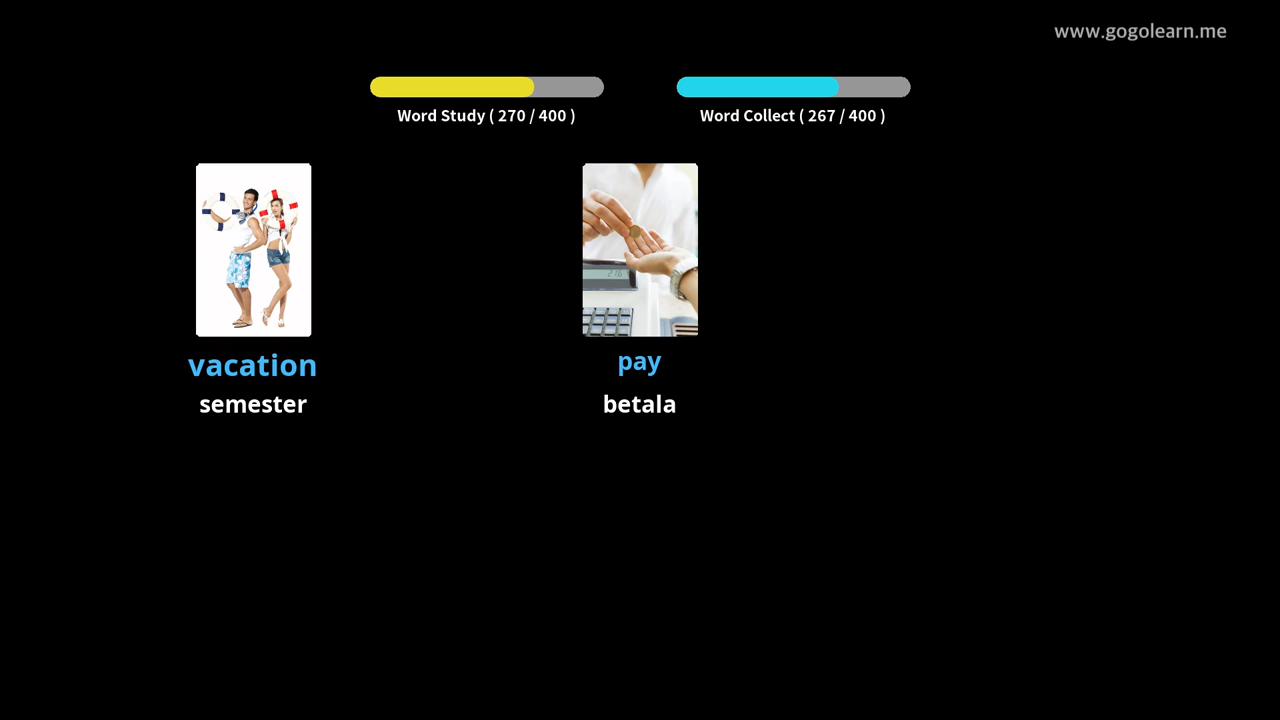 www.gogolearn.me
Word Study ( 270 / 400 )
Word Collect ( 267 / 400 )
vacation
semester
pay
betala